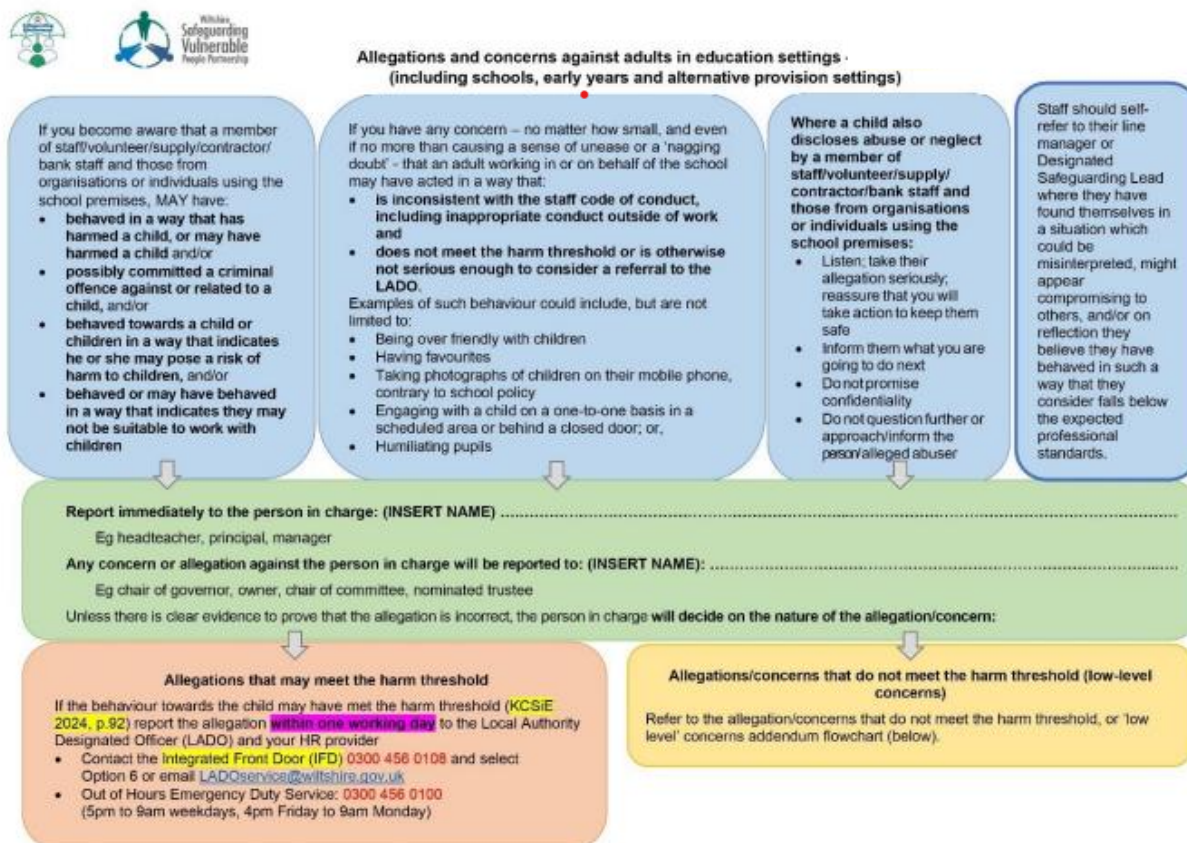 Wiltshire
Safeguarding
Vulnerable
People Partnership
Allegations and concerns against adults in education settings -
(including schools, early years and alternative provision settings)
If you become aware that a member
of staff/volunteer/supply/contractor/
bank staff and those from
organisations or individuals using the
school premises, MAY have:
• behaved in a way that has
harmed a child, or may have
harmed a child and/or
• possibly committed a criminal
offence against or related to a
child, and/or
• behaved towards a child or
children in a way that indicates
he or she may pose a risk of
harm to children, and/or
• behaved or may have behaved
in a way that indicates they may
not be suitable to work with
children
If you have any concern – no matter how small, and even
if no more than causing a sense of unease or a 'nagging
doubt' - that an adult working in or on behalf of the school
may have acted in a way that:
• is inconsistent with the staff code of conduct,
including inappropriate conduct outside of work
and
• does not meet the harm threshold or is otherwise
not serious enough to consider a referral to the
LADO.
Examples of such behaviour could include, but are not
limited to:
• Being over friendly with children
• Having favourites
• Taking photographs of children on their mobile phone,
contrary to school policy
• Engaging with a child on a one-to-one basis in a
scheduled area or behind a closed door; or,
• Humiliating pupils
Where a child also
discloses abuse or neglect
by a member of
staff/volunteer/supply/
contractor/bank staff and
those from organisations
or individuals using the
school premises:
• Listen; take their
allegation seriously;
reassure that you will
take action to keep them
safe
• Inform them what you are
going to do next
• Do not promise
confidentiality
• Do not question further or
approach/inform the
person/alleged abuser
Staff should self-
refer to their line
manager or
Designated
Safeguarding Lead
where they have
found themselves in
a situation which
could be
misinterpreted, might
appear
compromising to
others, and/or on
reflection they
believe they have
behaved in such a
way that they
consider falls below
the expected
professional
standards.
Report immediately to the person in charge: (INSERT NAME) ....................
Eg headteacher, principal, manager
Any concern or allegation against the person in charge will be reported to: (INSERT NAME): ....................
Eg chair of governor, owner, chair of committee, nominated trustee
Unless there is clear evidence to prove that the allegation is incorrect, the person in charge will decide on the nature of the allegation/concern:
Allegations that may meet the harm threshold
If the behaviour towards the child may have met the harm threshold (KCSiE
2024, p.92) report the allegation within one working day to the Local Authority
Designated Officer (LADO) and your HR provider
• Contact the Integrated Front Door (IFD) 0300 456 0108 and select
Option 6 or email LADOservice@wiltshire.gov.uk
• Out of Hours Emergency Duty Service: 0300 456 0100
(5pm to 9am weekdays, 4pm Friday to 9am Monday)
Allegations/concerns that do not meet the harm threshold (low-level
concerns)
Refer to the allegation/concerns that do not meet the harm threshold, or 'low
level' concerns addendum flowchart (below).